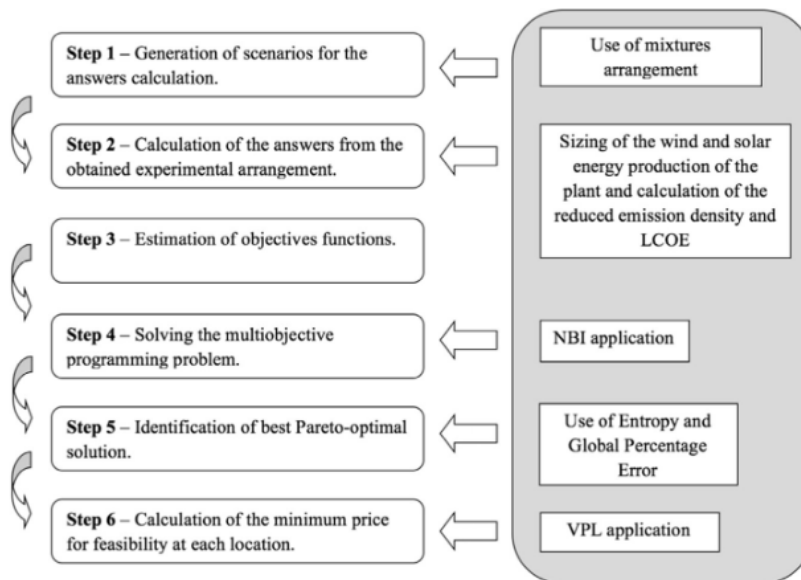 Step 1 – Generation of scenarios for the
answers calculation.
Use of mixtures
arrangement
Step 2 – Calculation of the answers from the
obtained experimental arrangement.
Sizing of the wind and solar
energy production of the
plant and calculation of the
reduced emission density and
LCOE
Step 3 – Estimation of objectives functions.
Step 4 – Solving the multiobjective
programming problem.
NBI application
Step 5 – Identification of best Pareto-optimal
solution.
Use of Entropy and
Global Percentage
Error
Step 6 – Calculation of the minimum price
for feasibility at each location.
VPL application